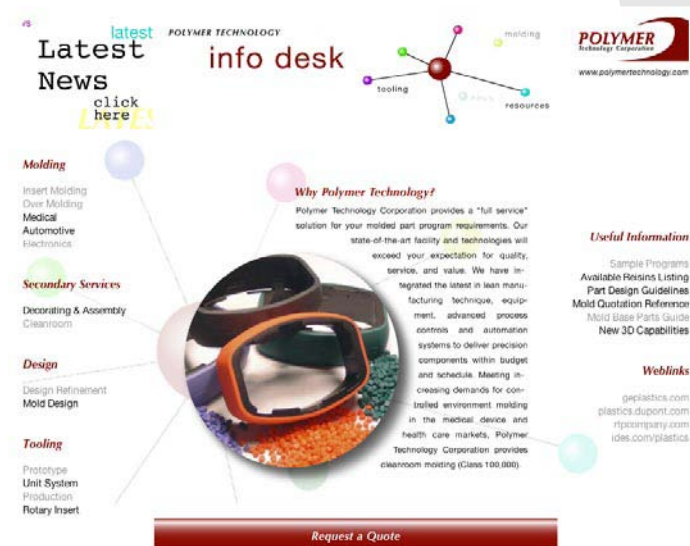 latest
Latest
News
click
here
LATES
POLYMER TECHNOLOGY
info desk
molding
tooling
resources
POLYMER
Technology Corporation
www.polymertechnology.com
Molding
Insert Molding
Over Molding
Medical
Automotive
Electronics
Secondary Services
Decorating & Assembly
Cleanroom
Design
Design Refinement
Mold Design
Tooling
Prototype
Unit System
Production
Rotary Insert
Why Polymer Technology?
Polymer Technology Corporation provides a "full service"
solution for your molded part program requirements. Our
state-of-the-art facility and technologies will
exceed your expectation for quality,
service, and value. We have in-
tegrated the latest in lean manu-
facturing technique, equip-
ment, advanced process
controls and automation
systems to deliver precision
components within budget
and schedule. Meeting in-
creasing demands for con-
trolled environment molding
in the medical device and
health care markets, Polymer
Technology Corporation provides
cleanroom molding (Class 100,000).
Useful Information
Sample Programs
Available Reisins Listing
Part Design Guidelines
Mold Quotation Reference
Mold Base Parts Guide
New 3D Capabilities
Weblinks
geplastics.com
plastics.dupont.com
rtpcompany.com
ides.com/plastics
Request a Quote